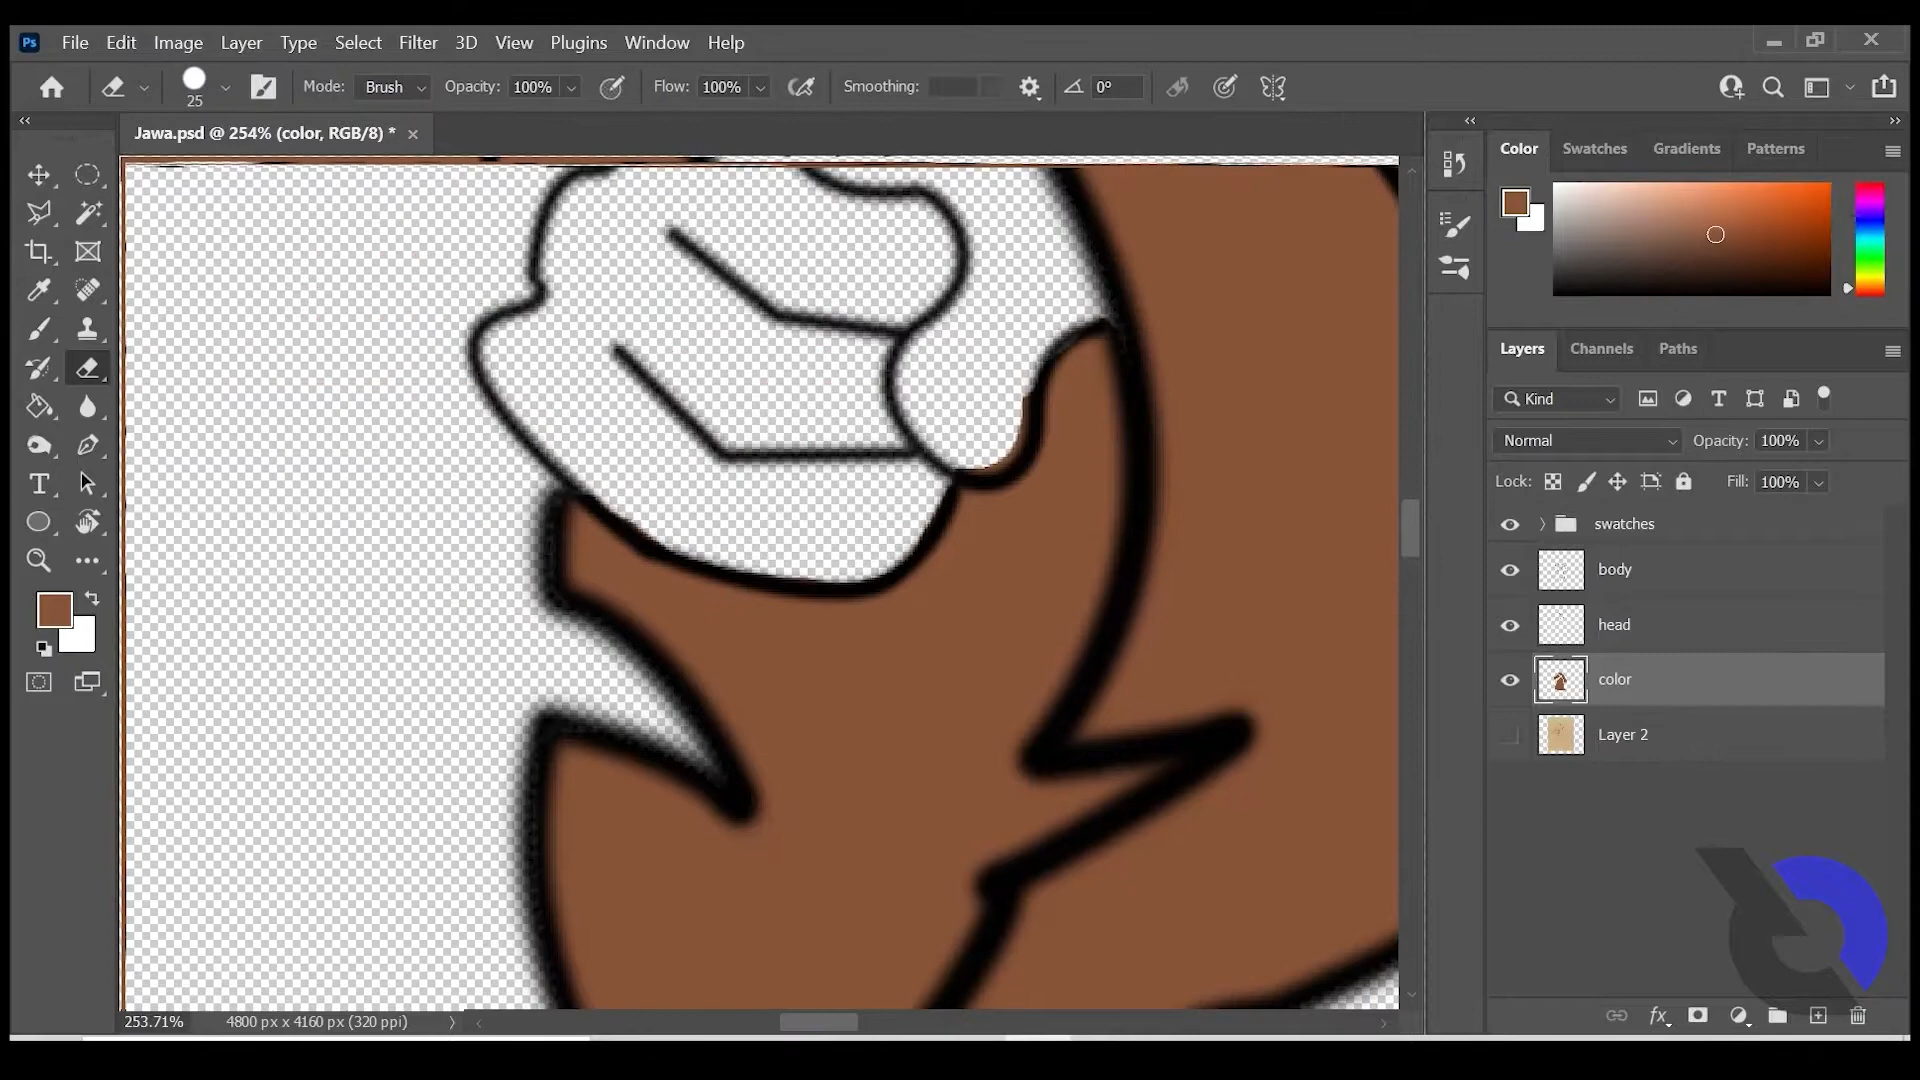 Ps File Edit Image Layer Type Select Filter 3D View Plugins Window Help
25 Mode: Brush Opacity: 100% Flow: 100% Smoothing: 0°
Jawa.psd @ 254% (color, RGB/8) *
Color Swatches Gradients Patterns
Layers Channels Paths
Kind
Normal Opacity: 100%
Lock: Fill: 100%
swatches
body
head
color
Layer 2
fx
253.71% 4800 px x 4160 px (320 ppi)